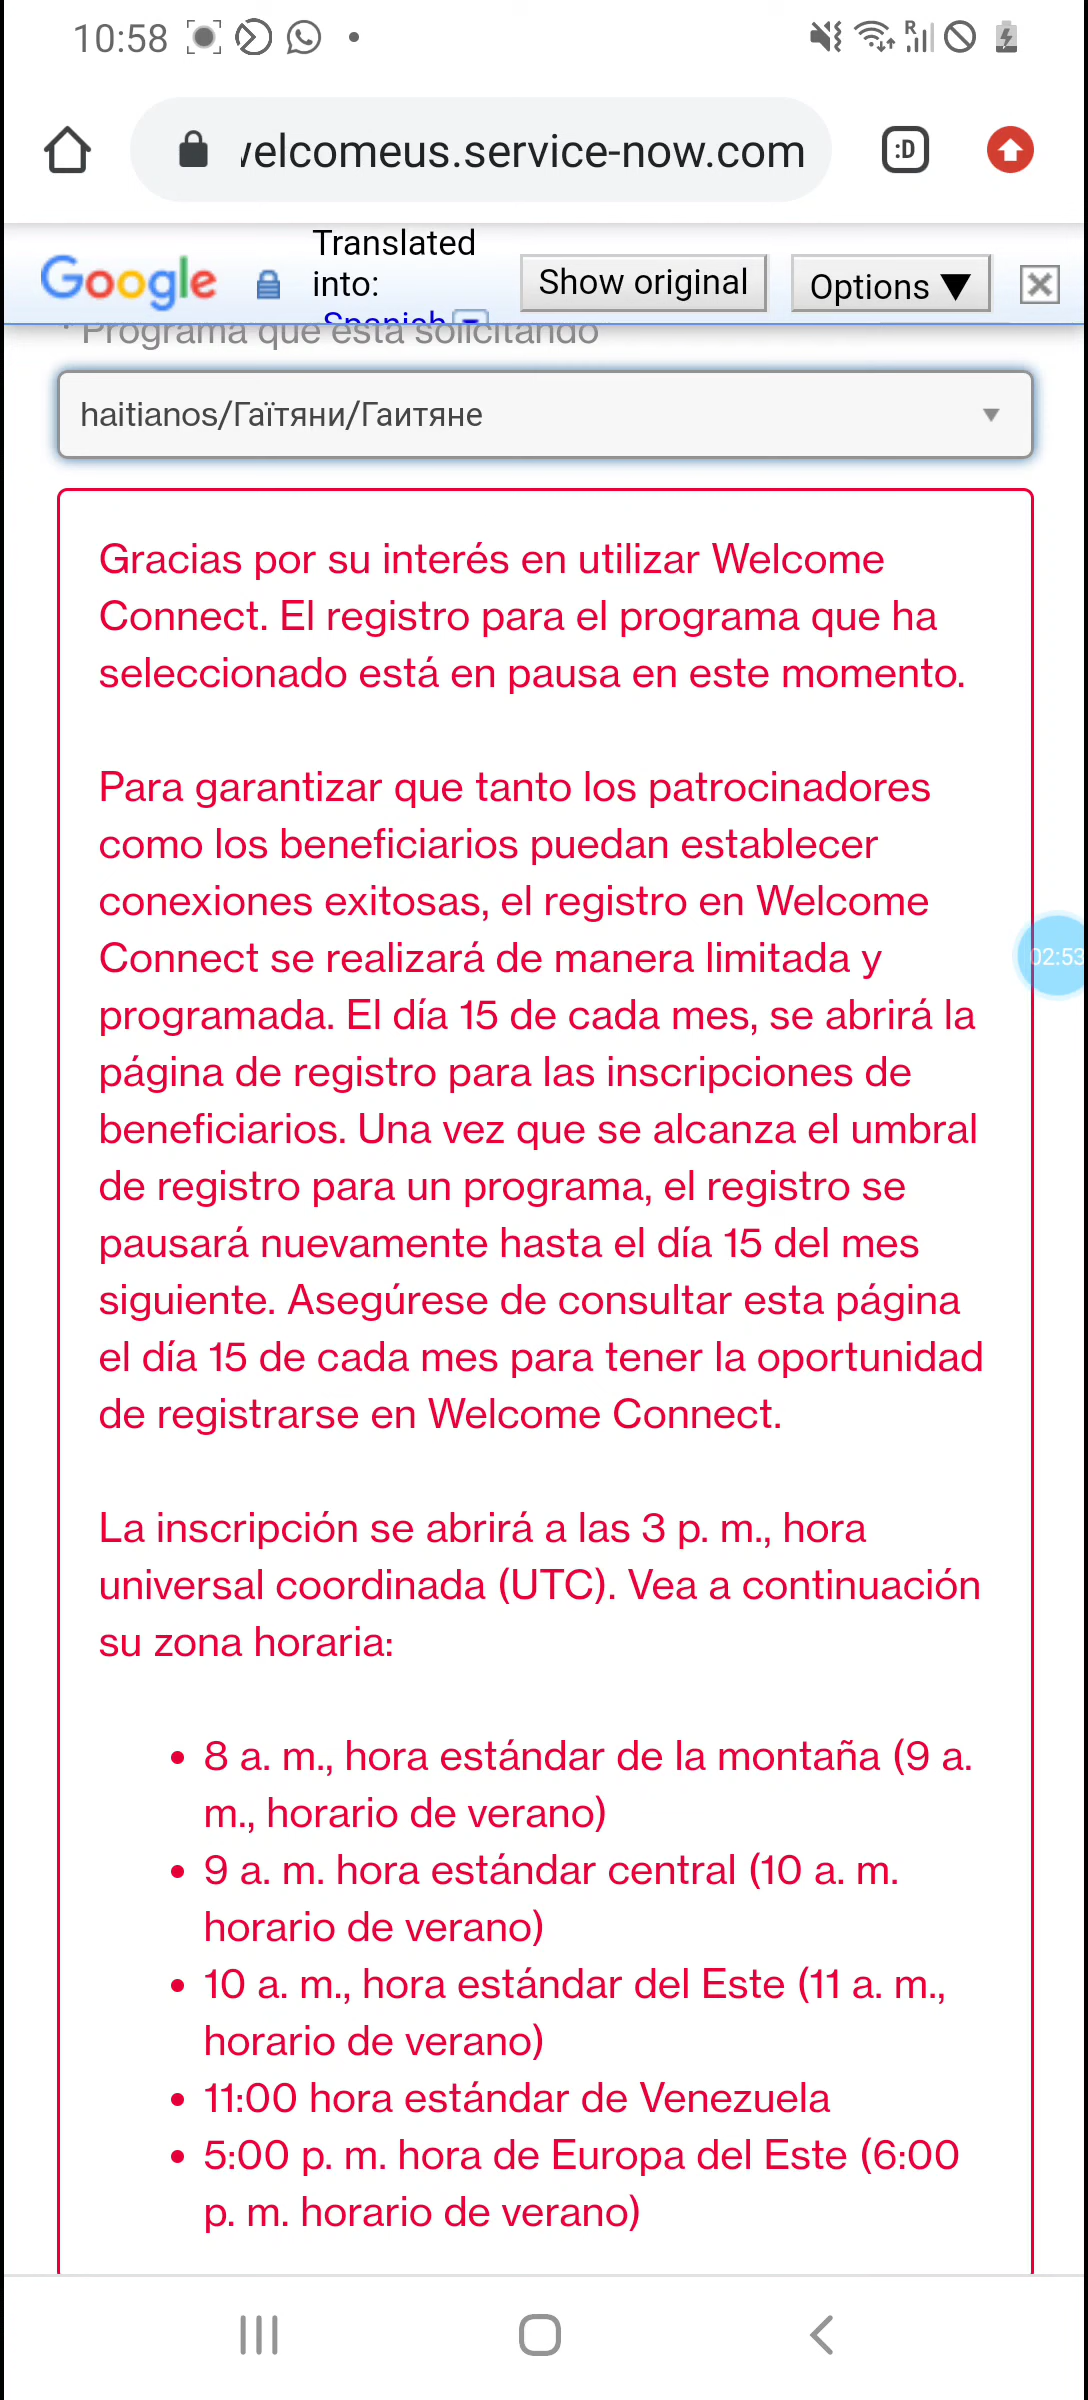 10:58
velcomeus.service-now.com
:D
Google
Translated
into:
Spanish
Show original
Options ▼
* Programa que está solicitando
haitianos/Гаїтяни/Гаитяне
Gracias por su interés en utilizar Welcome
Connect. El registro para el programa que ha
seleccionado está en pausa en este momento.
Para garantizar que tanto los patrocinadores
como los beneficiarios puedan establecer
conexiones exitosas, el registro en Welcome
Connect se realizará de manera limitada y
programada. El día 15 de cada mes, se abrirá la
página de registro para las inscripciones de
beneficiarios. Una vez que se alcanza el umbral
de registro para un programa, el registro se
pausará nuevamente hasta el día 15 del mes
siguiente. Asegúrese de consultar esta página
el día 15 de cada mes para tener la oportunidad
de registrarse en Welcome Connect.
02:53
La inscripción se abrirá a las 3 p. m., hora
universal coordinada (UTC). Vea a continuación
su zona horaria:
• 8 a. m., hora estándar de la montaña (9 a.
m., horario de verano)
• 9 a. m. hora estándar central (10 a. m.
horario de verano)
• 10 a. m., hora estándar del Este (11 a. m.,
horario de verano)
• 11:00 hora estándar de Venezuela
• 5:00 p. m. hora de Europa del Este (6:00
p. m. horario de verano)